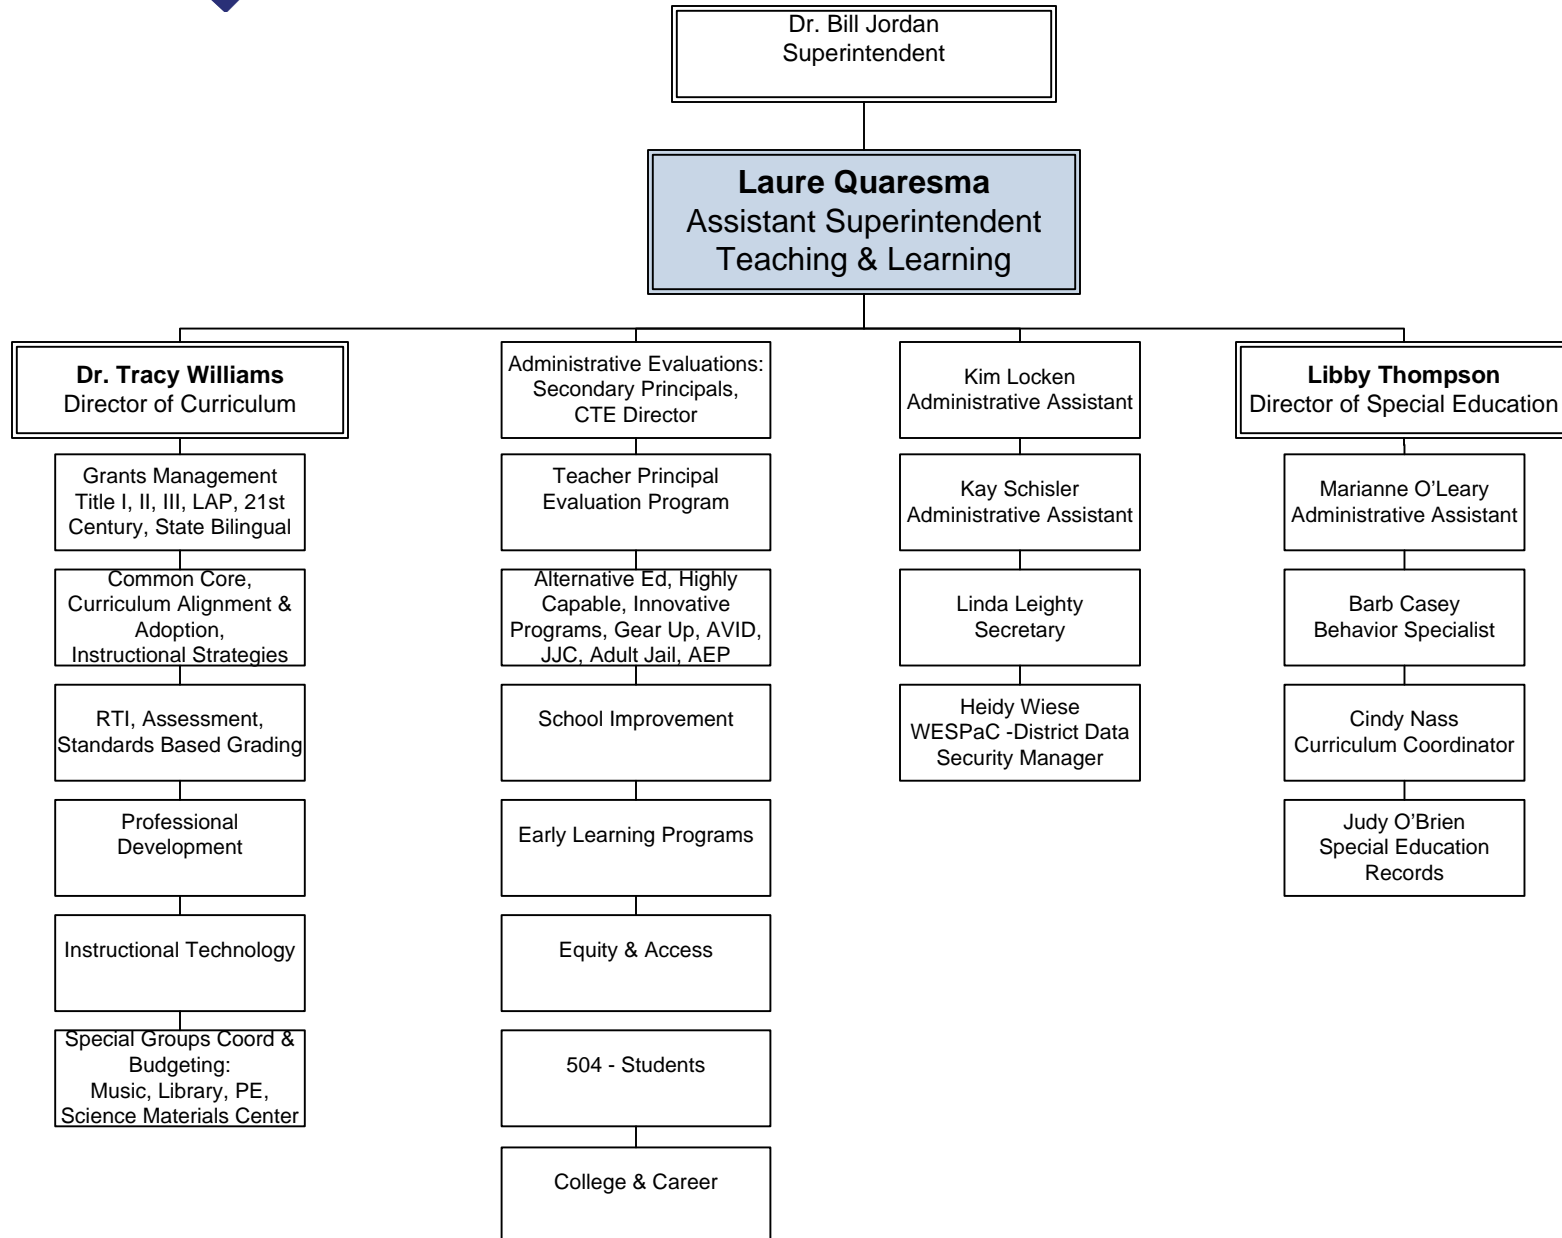 Dr. Bill Jordan
Superintendent
Laure Quaresma
Assistant Superintendent
Teaching & Learning
Dr. Tracy Williams
Director of Curriculum
Grants Management
Title I, II, III, LAP, 21st
Century, State Bilingual
Common Core,
Curriculum Alignment &
Adoption,
Instructional Strategies
RTI, Assessment,
Standards Based Grading
Professional
Development
Instructional Technology
Special Groups Coord &
Budgeting:
Music, Library, PE,
Science Materials Center
Administrative Evaluations:
Secondary Principals,
CTE Director
Teacher Principal
Evaluation Program
Alternative Ed, Highly
Capable, Innovative
Programs, Gear Up, AVID,
JJC, Adult Jail, AEP
School Improvement
Early Learning Programs
Equity & Access
504 - Students
College & Career
Kim Locken
Administrative Assistant
Kay Schisler
Administrative Assistant
Linda Leighty
Secretary
Heidy Wiese
WESPaC -District Data
Security Manager
Libby Thompson
Director of Special Education
Marianne O’Leary
Administrative Assistant
Barb Casey
Behavior Specialist
Cindy Nass
Curriculum Coordinator
Judy O’Brien
Special Education
Records